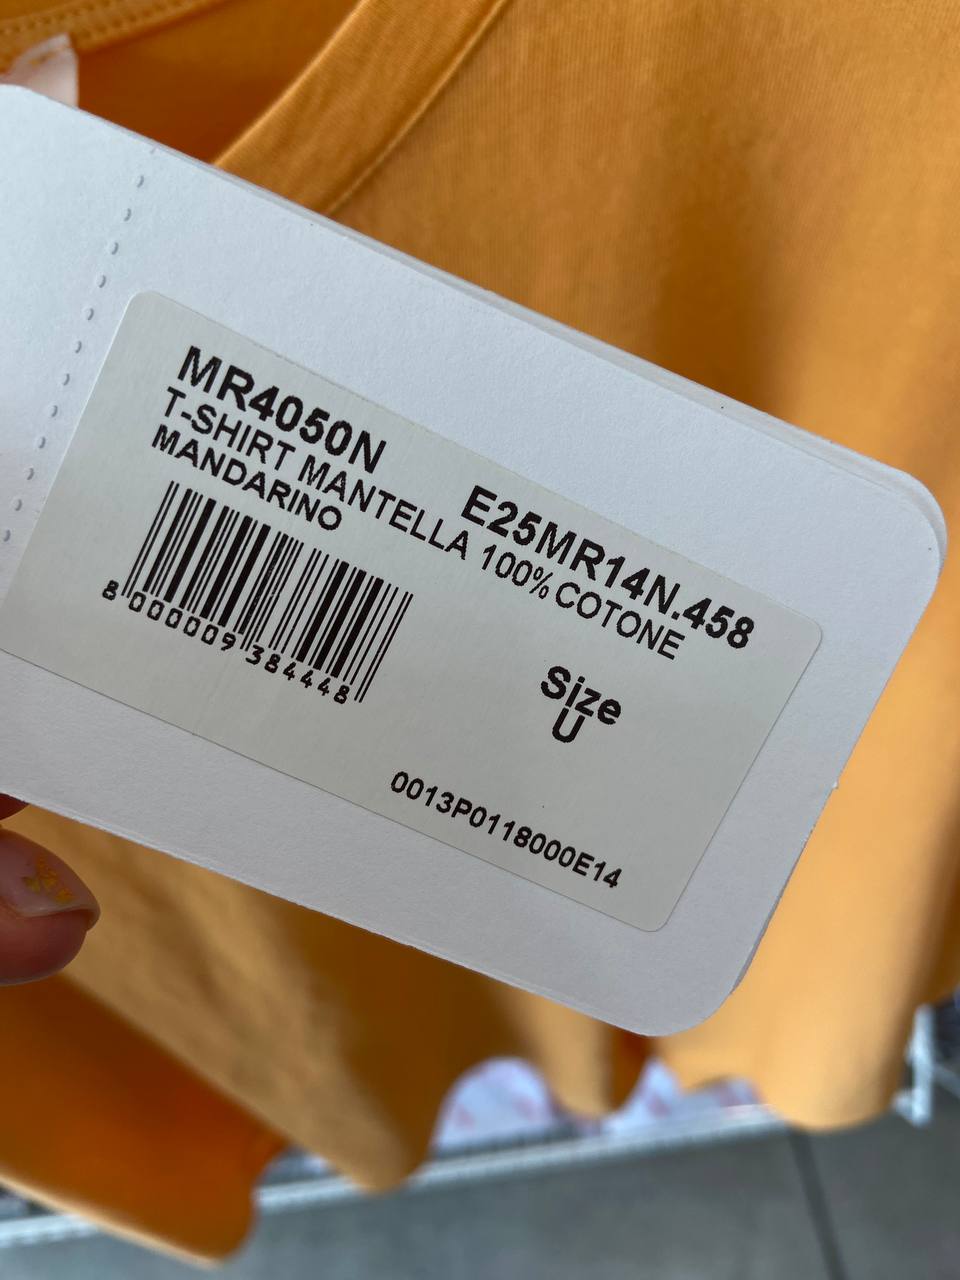 MR4050N E25MR14N.458
T-SHIRT MANTELLA 100% COTONE
MANDARINO
8 000009 384448
Size
U
0013P0118000E14